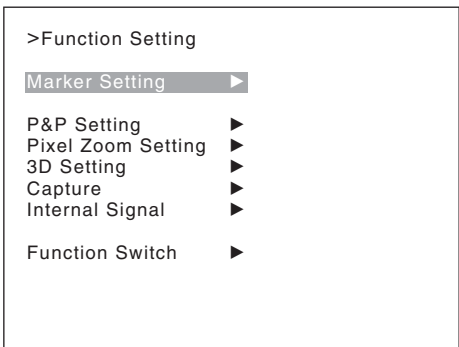 >Function Setting
Marker Setting ▶
P&P Setting ▶
Pixel Zoom Setting ▶
3D Setting ▶
Capture ▶
Internal Signal ▶
Function Switch ▶